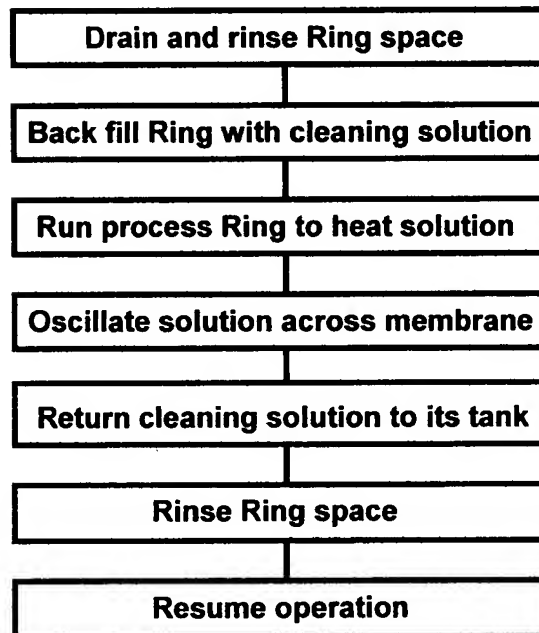 Drain and rinse Ring space
Back fill Ring with cleaning solution
Run process Ring to heat solution
Oscillate solution across membrane
Return cleaning solution to its tank
Rinse Ring space
Resume operation